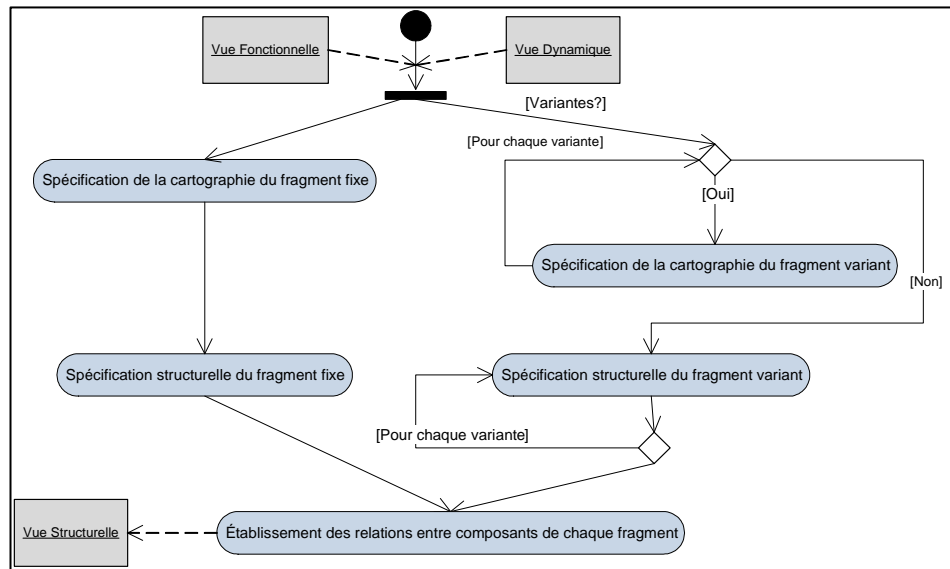 Vue Fonctionnelle
Vue Dynamique
[Variantes?]
[Pour chaque variante]
Spécification de la cartographie du fragment fixe
[Oui]
Spécification de la cartographie du fragment variant
[Non]
Spécification structurelle du fragment fixe
Spécification structurelle du fragment variant
[Pour chaque variante]
Vue Structurelle
Établissement des relations entre composants de chaque fragment